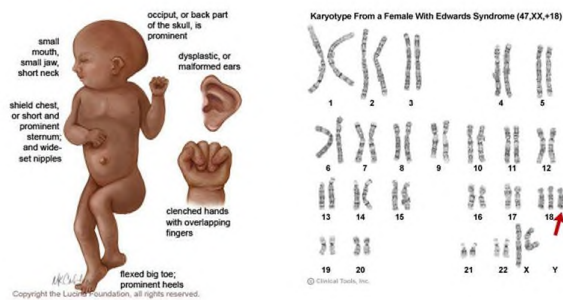 occiput, or back part
of the skull, is
prominent
small
mouth,
small jaw,
short neck
dysplastic, or
malformed ears
shield chest,
or short and
prominent
sternum;
and wide-
set nipples
clenched hands
with overlapping
fingers
flexed big toe;
prominent heels
Copyright the Lucina Foundation, all rights reserved.
Karyotype From a Female With Edwards Syndrome (47,XX,+18)
1 2 3 4 5
6 7 8 9 10 11 12
13 14 15 16 17 18
19 20 21 22 X Y
© Clinical Tools, Inc.